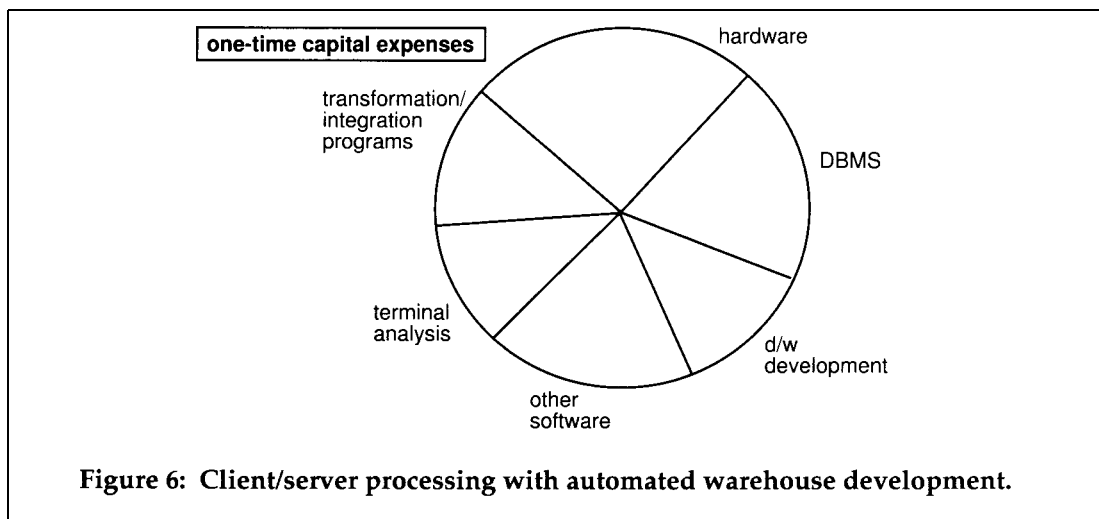 one-time capital expenses
hardware
transformation/
integration
programs
DBMS
terminal
analysis
d/w
development
other
software
Figure 6: Client/server processing with automated warehouse development.